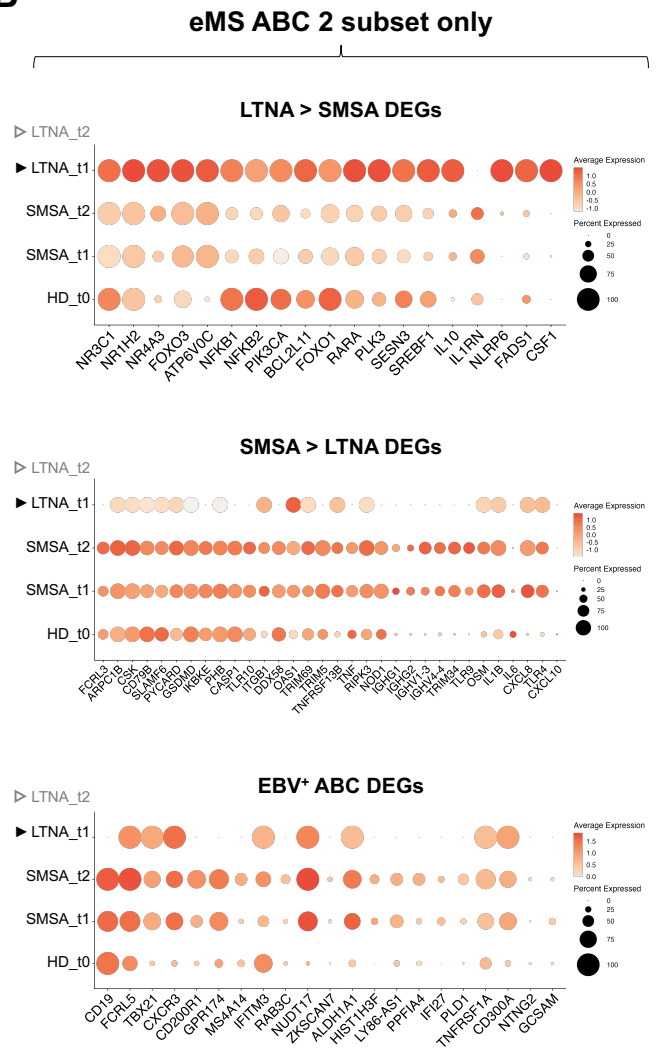 eMS ABC 2 subset only
LTNA > SMSA DEGs
▷ LTNA_t2
► LTNA_t1
SMSA_t2
SMSA_t1
HD_t0
NR3C1 NR1H2 NR4A3 FOXO3 ATP6V0C NFKB1 NFKB2 PIK3CA BCL2L11 FOXO1 RARA PLK3 SESN3 SREBF1 IL10 IL1RN NLRP6 FADS1 CSF1
Average Expression
1.0
0.5
0.0
-0.5
-1.0
Percent Expressed
0
25
50
75
100
SMSA > LTNA DEGs
▷ LTNA_t2
► LTNA_t1
SMSA_t2
SMSA_t1
HD_t0
FCRL3 ARPC1B CSK CD79B SLAMF6 PYCARD GSDMD IKBKE PHB CASP1 TLR10 ITGB1 DDX58 OAS1 TRIM69 TRIM5 TNFRSF13B TNF RIPK3 NOD1 IGHG1 IGHG2 IGHV1-3 IGHV4-4 TRIM34 TLR9 OSM IL1B IL6 CXCL8 TLR4 CXCL10
Average Expression
1.0
0.5
0.0
-0.5
-1.0
Percent Expressed
0
25
50
75
100
EBV⁺ ABC DEGs
▷ LTNA_t2
► LTNA_t1
SMSA_t2
SMSA_t1
HD_t0
CD19 FCRL5 TBX21 CXCR3 CD200R1 GPR174 MS4A14 IFITM3 RAB3C NUDT17 ZKSCAN7 ALDH1A1 HIST1H3F LY86-AS1 PPFIA4 IFI27 PLD1 TNFRSF1A CD300A NTNG2 GCSAM
Average Expression
1.5
1.0
0.5
0.0
Percent Expressed
0
25
50
75
100